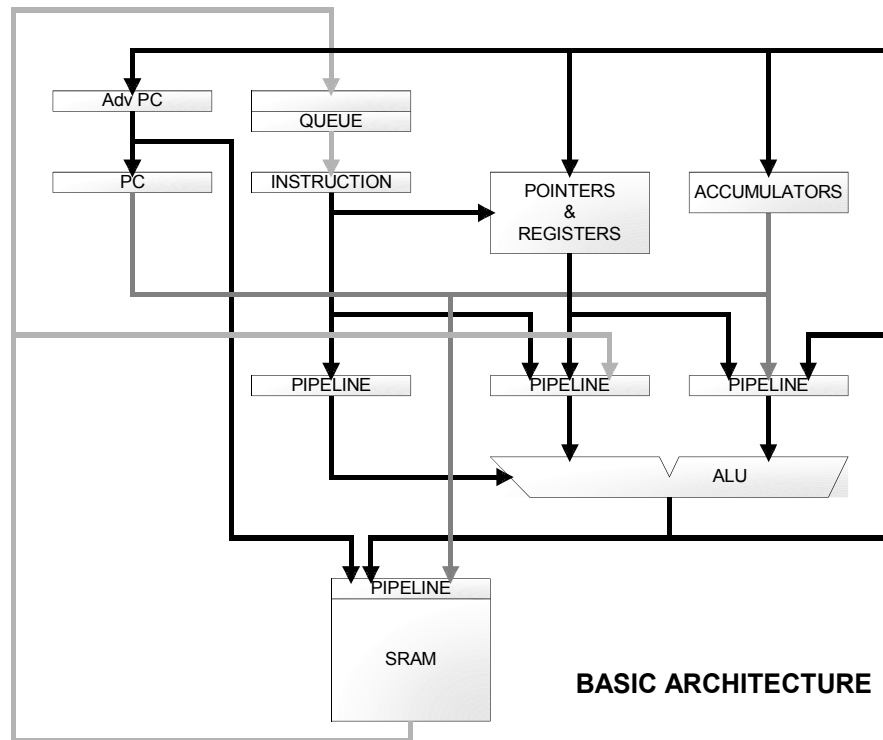 Adv PC
QUEUE
PC
INSTRUCTION
POINTERS
&
REGISTERS
ACCUMULATORS
PIPELINE
PIPELINE
PIPELINE
ALU
PIPELINE
SRAM
BASIC ARCHITECTURE